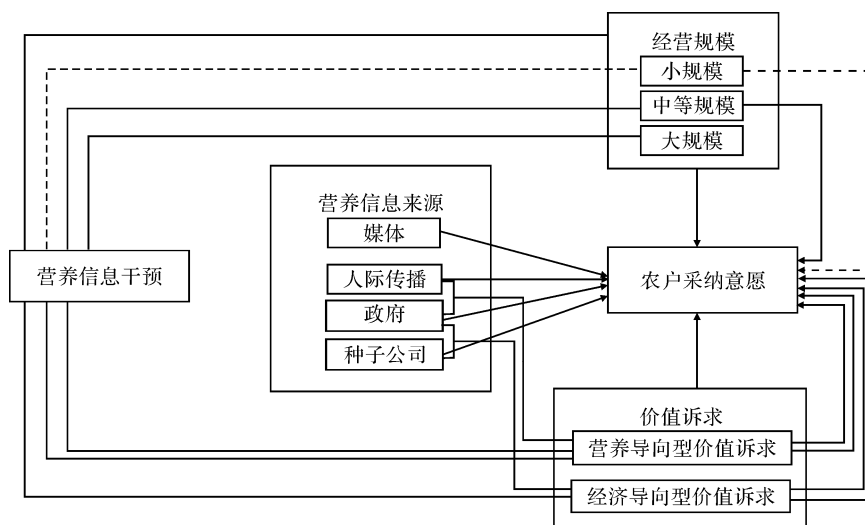 经营规模
小规模
中等规模
大规模
营养信息来源
媒体
人际传播
政府
种子公司
营养信息干预
农户采纳意愿
价值诉求
营养导向型价值诉求
经济导向型价值诉求